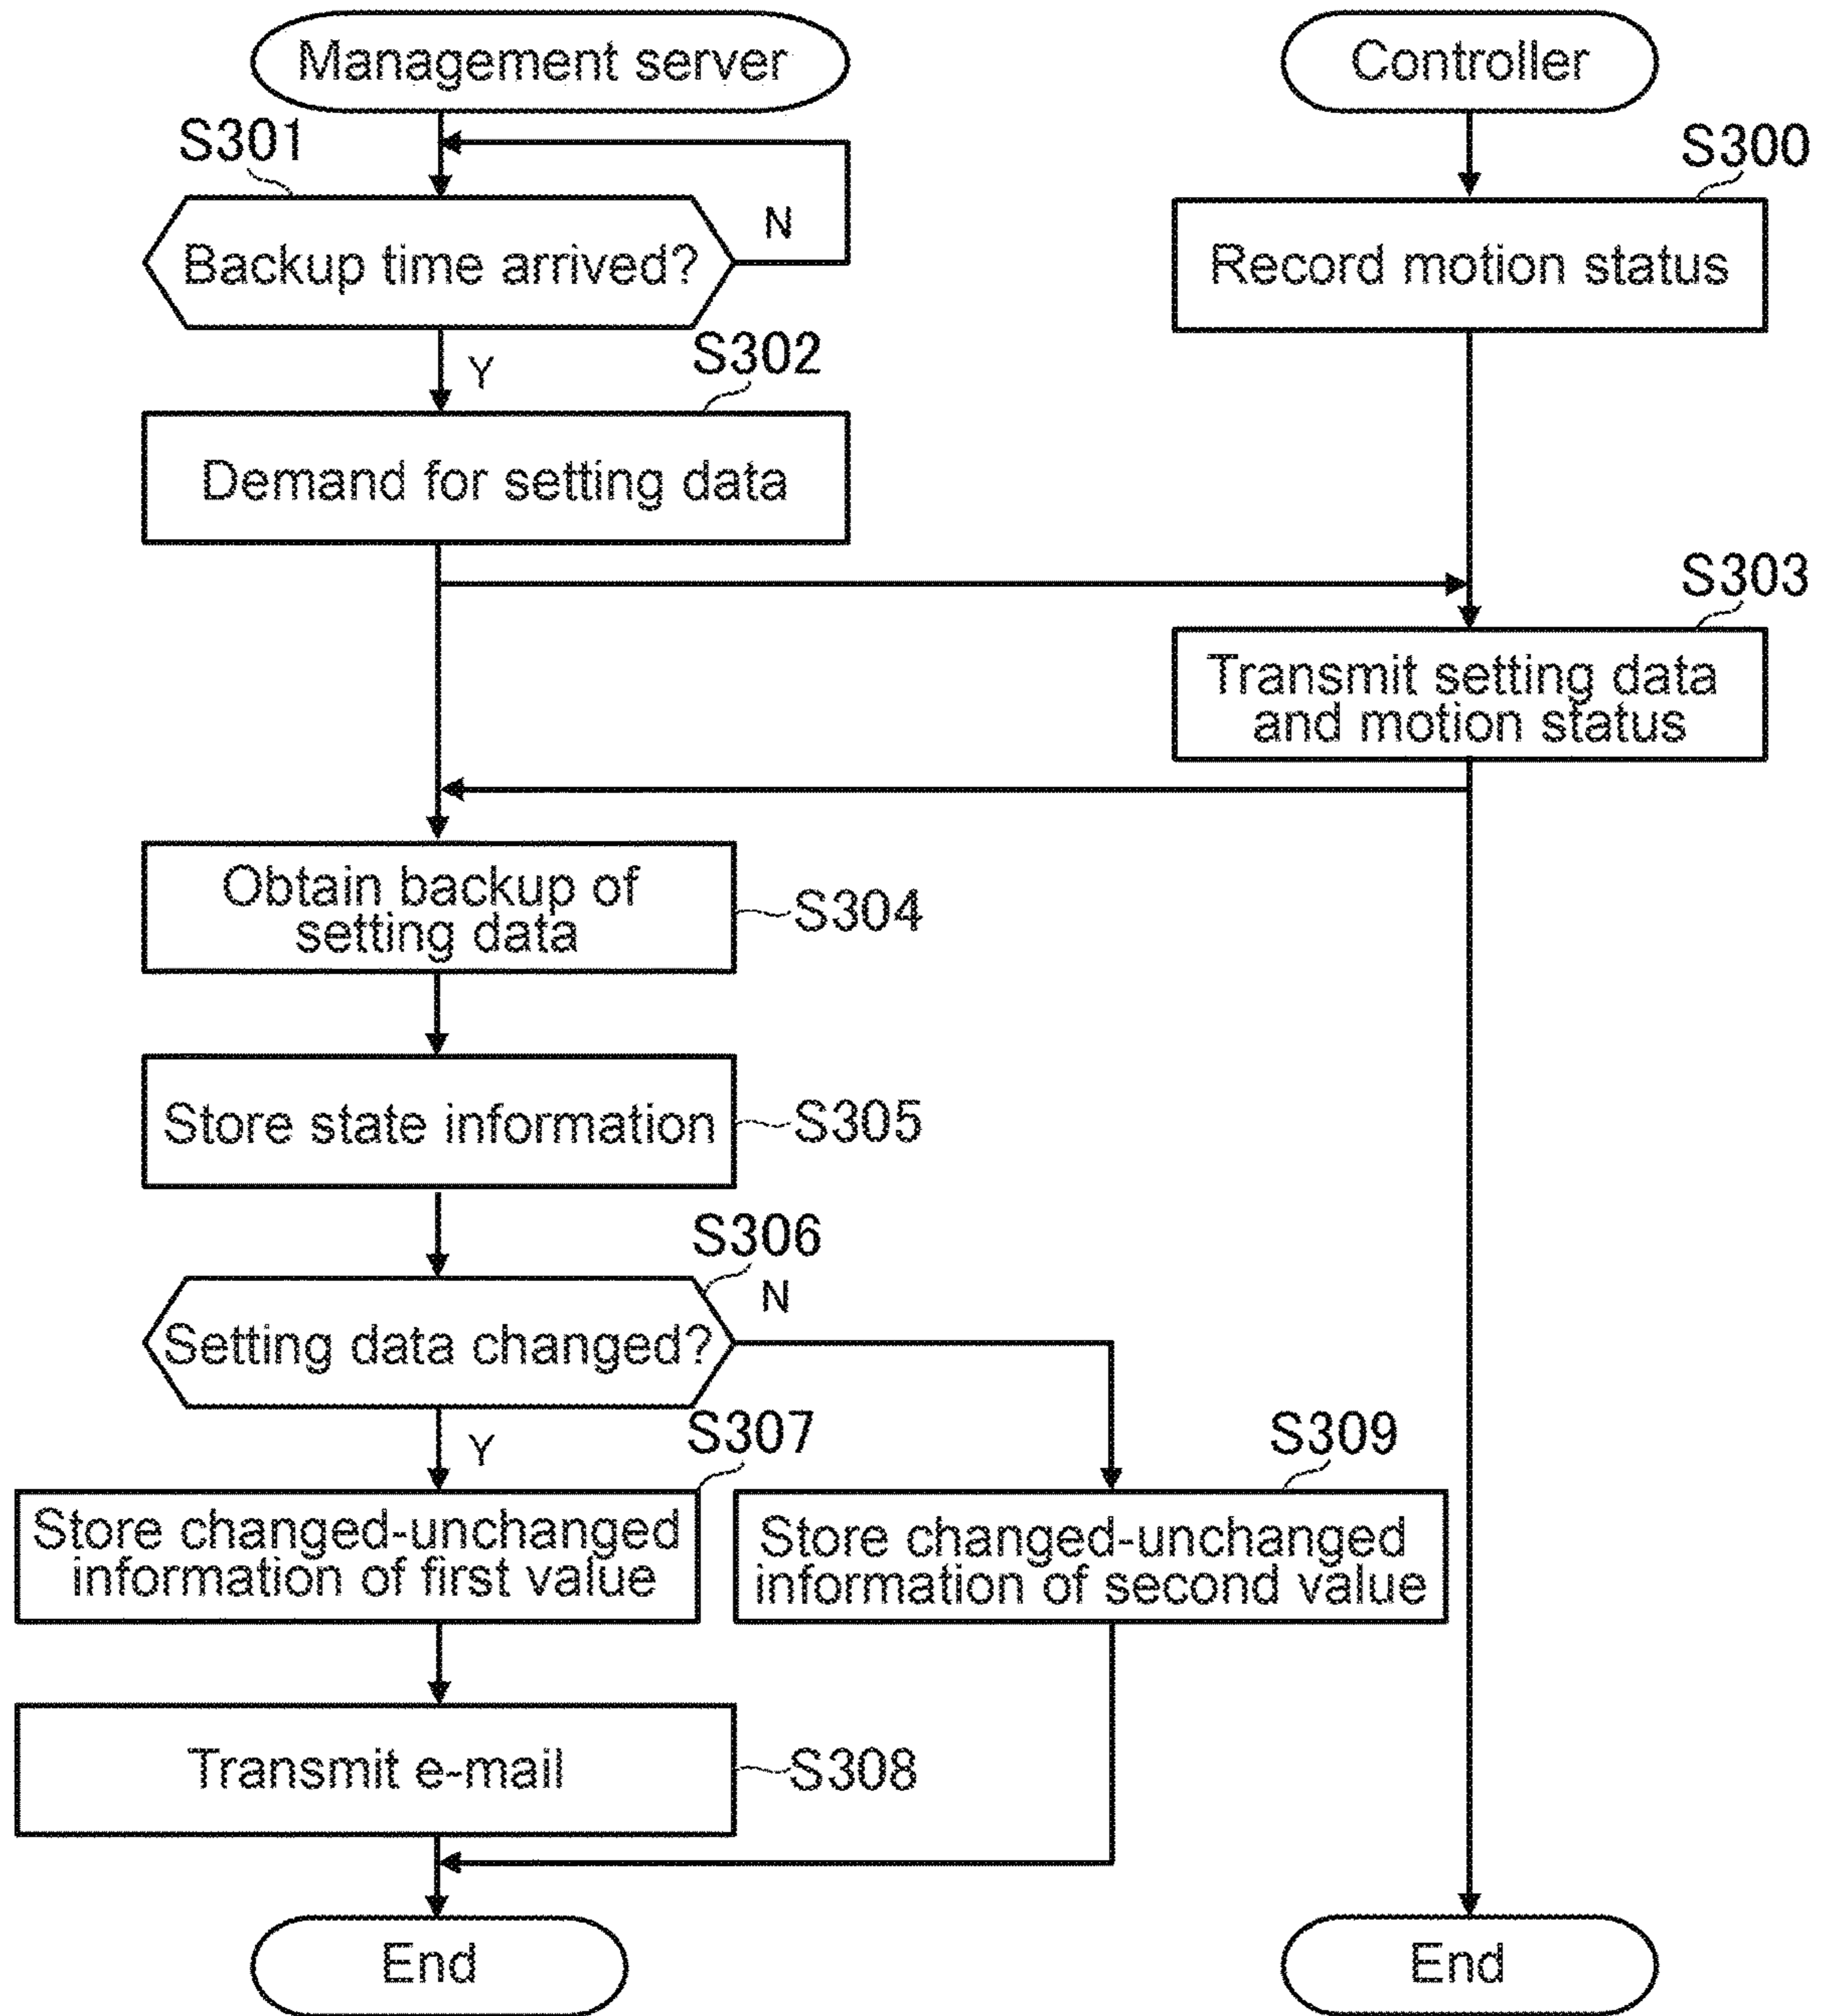 Management server
Controller
S301
S300
N
Backup time arrived?
Record motion status
Y
S302
Demand for setting data
S303
Transmit setting data
and motion status
Obtain backup of
setting data
S304
Store state information
S305
S306
N
Setting data changed?
Y
S307
S309
Store changed-unchanged
information of first value
Store changed-unchanged
information of second value
Transmit e-mail
S308
End
End